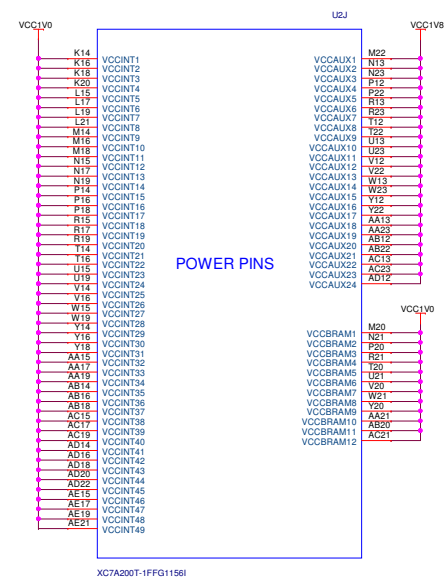 U2J
VCC1V0
VCC1V8
K14 VCCINT1
K16 VCCINT2
K18 VCCINT3
K20 VCCINT4
L15 VCCINT5
L17 VCCINT6
L19 VCCINT7
L21 VCCINT8
M14 VCCINT9
M16 VCCINT10
M18 VCCINT11
N15 VCCINT12
N17 VCCINT13
N19 VCCINT14
P14 VCCINT15
P16 VCCINT16
P18 VCCINT17
R15 VCCINT18
R17 VCCINT19
R19 VCCINT20
T14 VCCINT21
T16 VCCINT22
U15 VCCINT23
U19 VCCINT24
V14 VCCINT25
V16 VCCINT26
W15 VCCINT27
W19 VCCINT28
Y14 VCCINT29
Y16 VCCINT30
Y18 VCCINT31
AA15 VCCINT32
AA17 VCCINT33
AA19 VCCINT34
AB14 VCCINT35
AB16 VCCINT36
AB18 VCCINT37
AC15 VCCINT38
AC17 VCCINT39
AC19 VCCINT40
AD14 VCCINT41
AD16 VCCINT42
AD18 VCCINT43
AD20 VCCINT44
AD22 VCCINT45
AE15 VCCINT46
AE17 VCCINT47
AE19 VCCINT48
AE21 VCCINT49
POWER PINS
VCCAUX1 M22
VCCAUX2 N13
VCCAUX3 N23
VCCAUX4 P12
VCCAUX5 P22
VCCAUX6 R13
VCCAUX7 R23
VCCAUX8 T12
VCCAUX9 T22
VCCAUX10 U13
VCCAUX11 U23
VCCAUX12 V12
VCCAUX13 V22
VCCAUX14 W13
VCCAUX15 W23
VCCAUX16 Y12
VCCAUX17 Y22
VCCAUX18 AA13
VCCAUX19 AA23
VCCAUX20 AB12
VCCAUX21 AB22
VCCAUX22 AC13
VCCAUX23 AC23
VCCAUX24 AD12
VCC1V0
VCCBRAM1 M20
VCCBRAM2 N21
VCCBRAM3 P20
VCCBRAM4 R21
VCCBRAM5 T20
VCCBRAM6 U21
VCCBRAM7 V20
VCCBRAM8 W21
VCCBRAM9 Y20
VCCBRAM10 AA21
VCCBRAM11 AB20
VCCBRAM12 AC21
XC7A200T-1FFG1156I